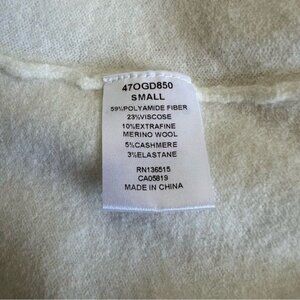 47OGD850
SMALL
59%POLYAMIDE FIBER
23%VISCOSE
10%EXTRAFINE
MERINO WOOL
5%CASHMERE
3%ELASTANE
RN136515
CA05819
MADE IN CHINA